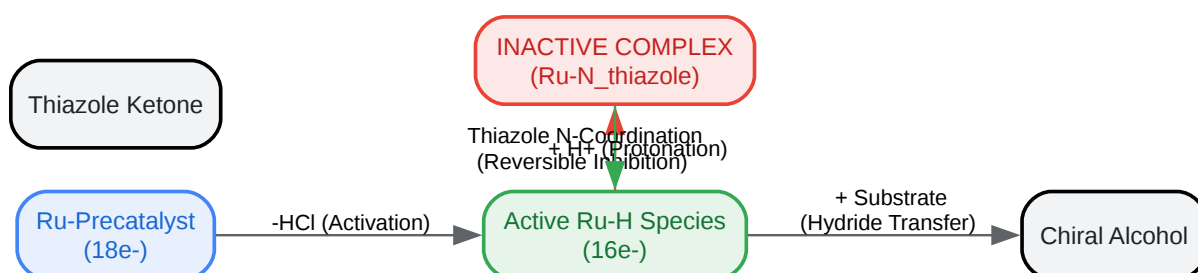 INACTIVE COMPLEX
(Ru-N_thiazole)
Thiazole Ketone
Thiazole N-Coordination
+ H+ (Protonation)
(Reversible Inhibition)
Ru-Precatalyst
(18e-)
-HCl (Activation)
Active Ru-H Species
(16e-)
+ Substrate
(Hydride Transfer)
Chiral Alcohol